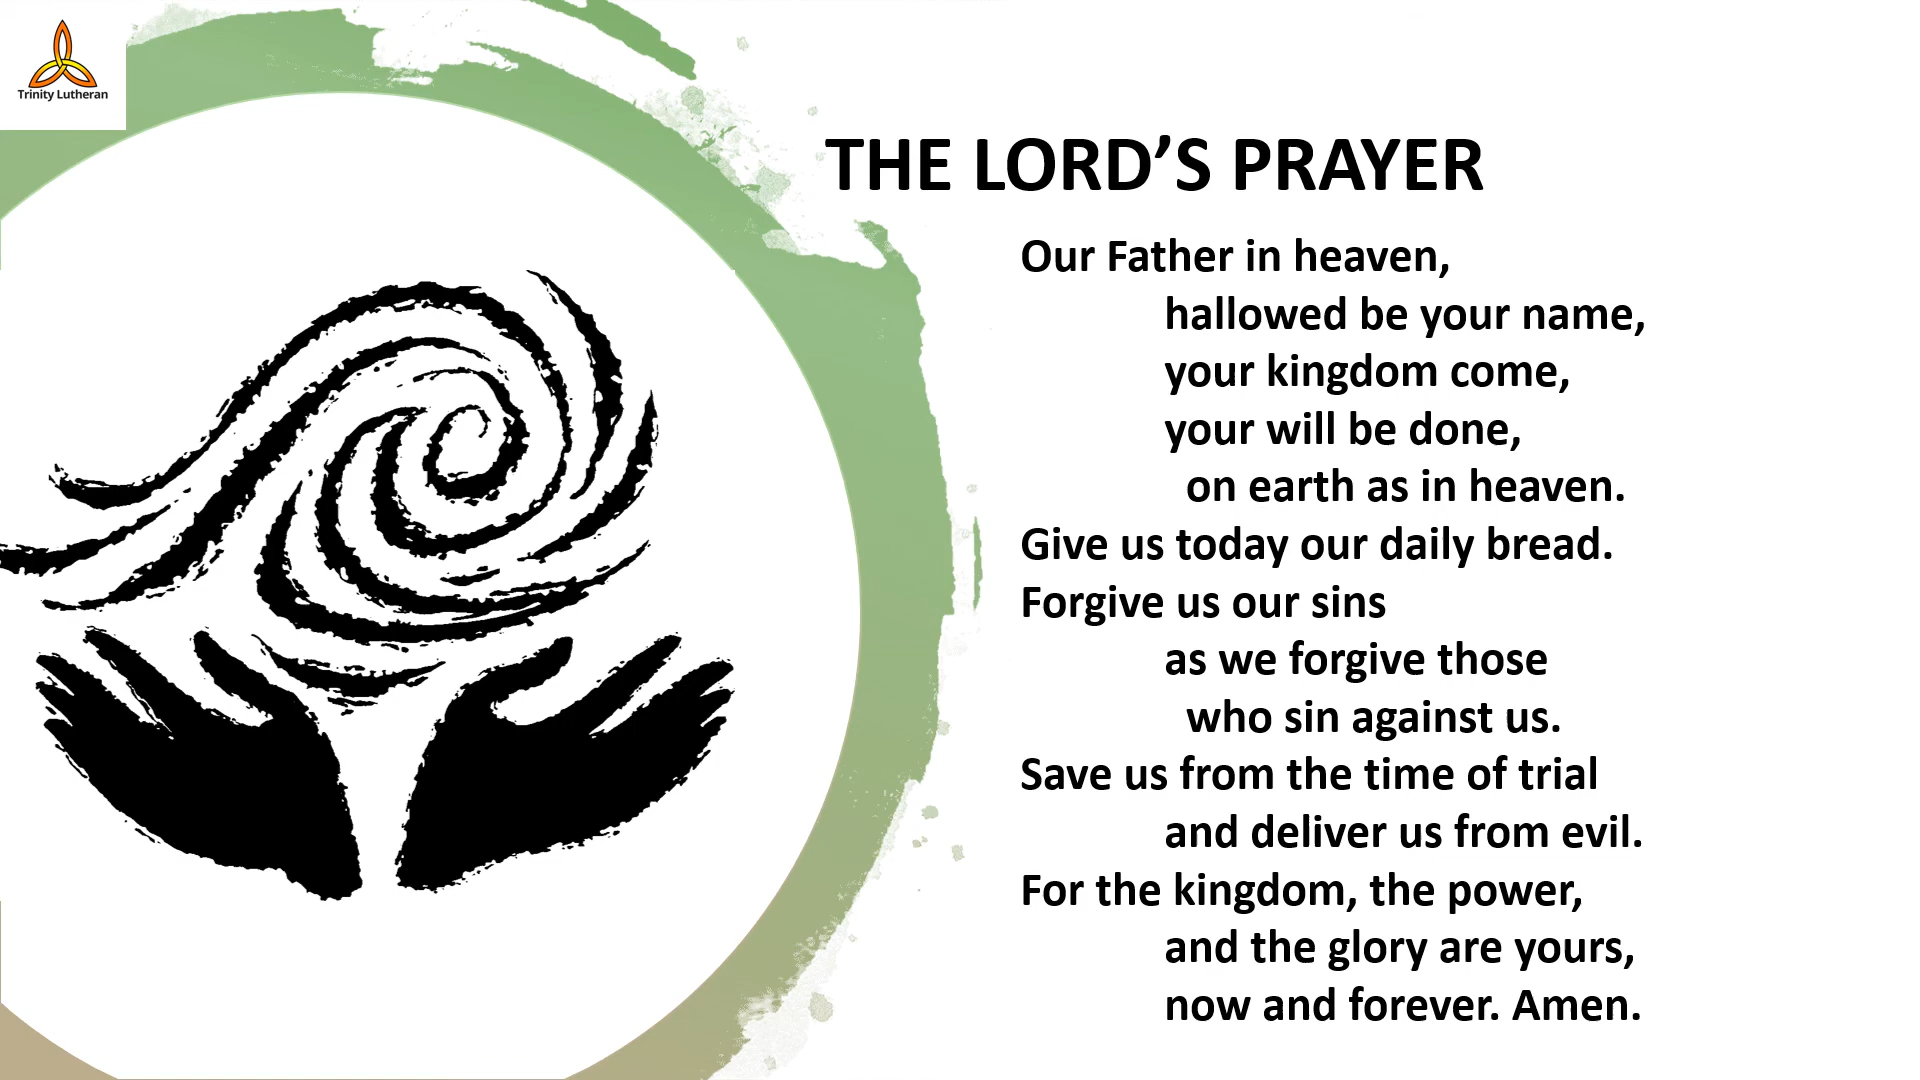 Trinity Lutheran
THE LORD’S PRAYER
Our Father in heaven,
hallowed be your name,
your kingdom come,
your will be done,
on earth as in heaven.
Give us today our daily bread.
Forgive us our sins
as we forgive those
who sin against us.
Save us from the time of trial
and deliver us from evil.
For the kingdom, the power,
and the glory are yours,
now and forever. Amen.